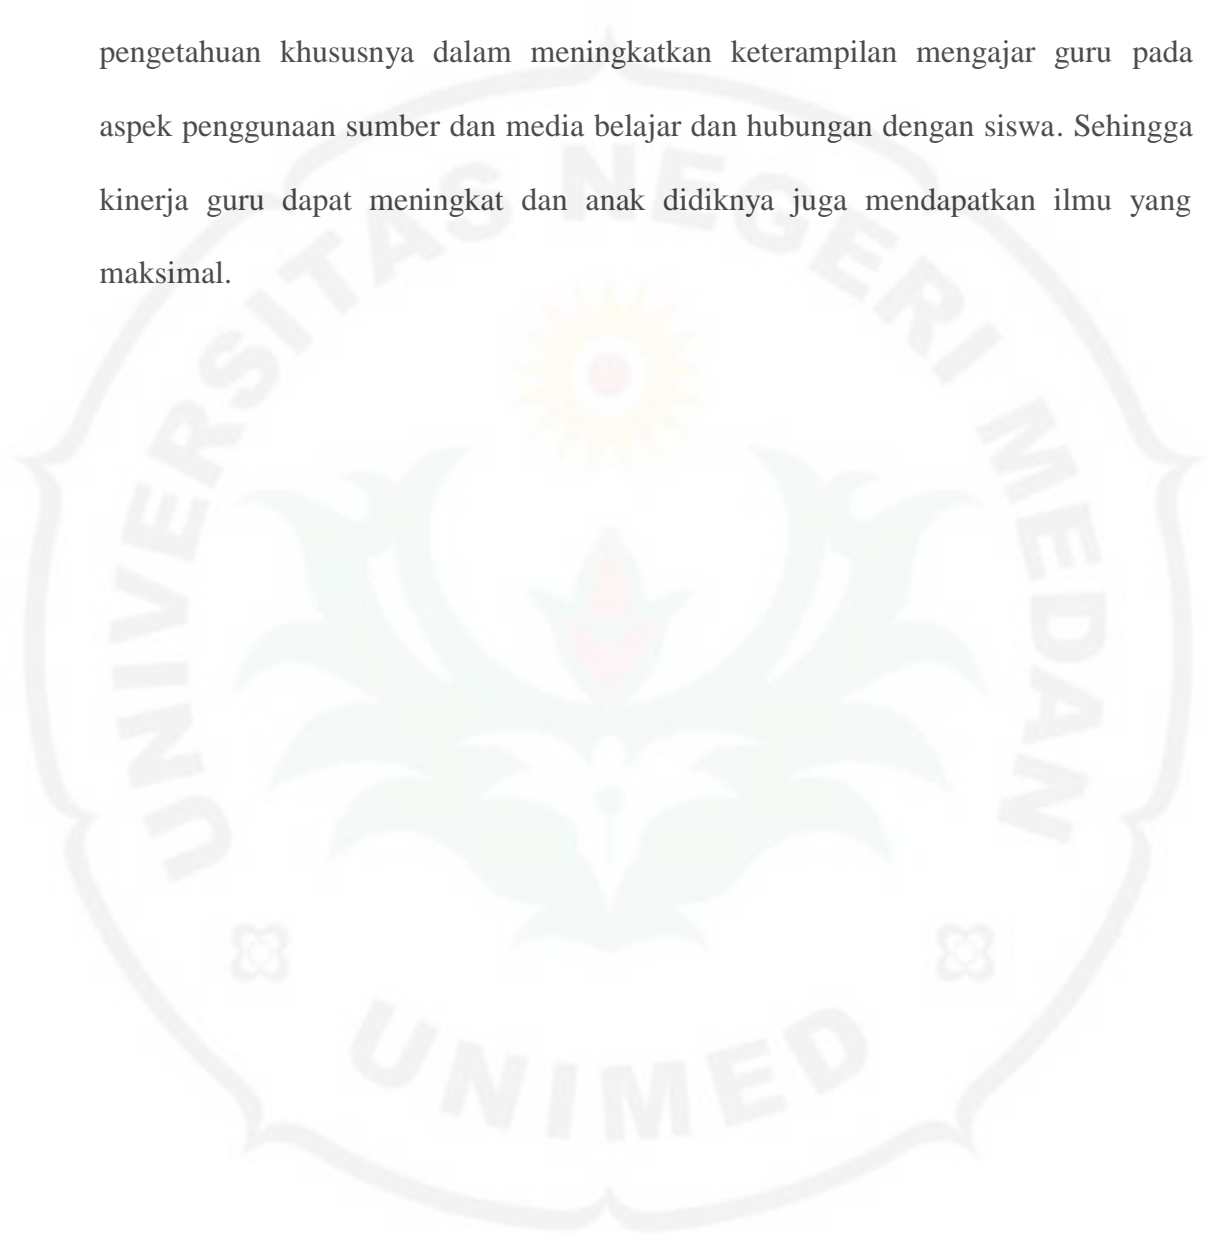 pengetahuan khususnya dalam meningkatkan keterampilan mengajar guru pada
aspek penggunaan sumber dan media belajar dan hubungan dengan siswa. Sehingga
kinerja guru dapat meningkat dan anak didiknya juga mendapatkan ilmu yang
maksimal.
UNIVERSITAS NEGERI MEDAN
UNIMED